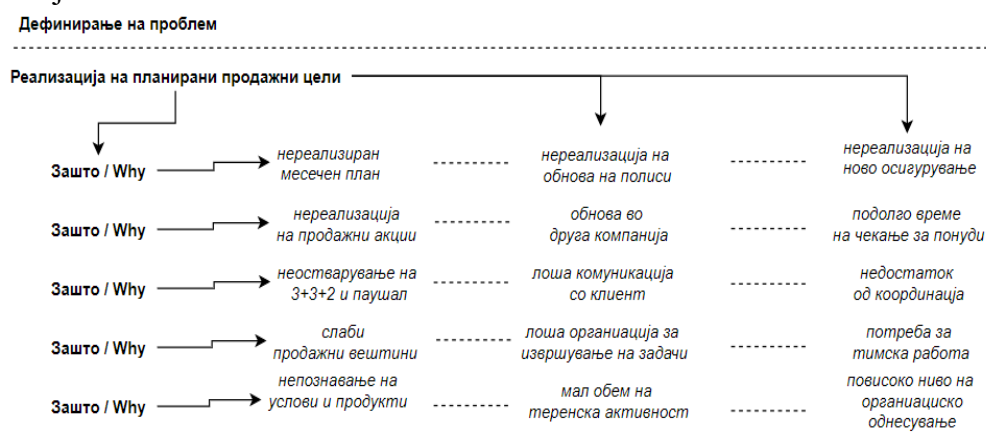 Дефинирање на проблем
Реализација на планирани продажни цели
Зашто / Why
нереализиран
месечен план
нереализација на
обнова на полиси
нереализација на
ново осигурување
Зашто / Why
нереализација
на продажни акции
обнова во
друга компанија
подолго време
на чекање за понуди
Зашто / Why
неостварување на
3+3+2 и паушал
лоша комуникација
со клиент
недостаток
од координација
Зашто / Why
слаби
продажни вештини
лоша органиација за
извршување на задачи
потреба за
тимска работа
Зашто / Why
непознавање на
услови и продукти
мал обем на
теренска активност
повисоко ниво на
органиациско
однесување